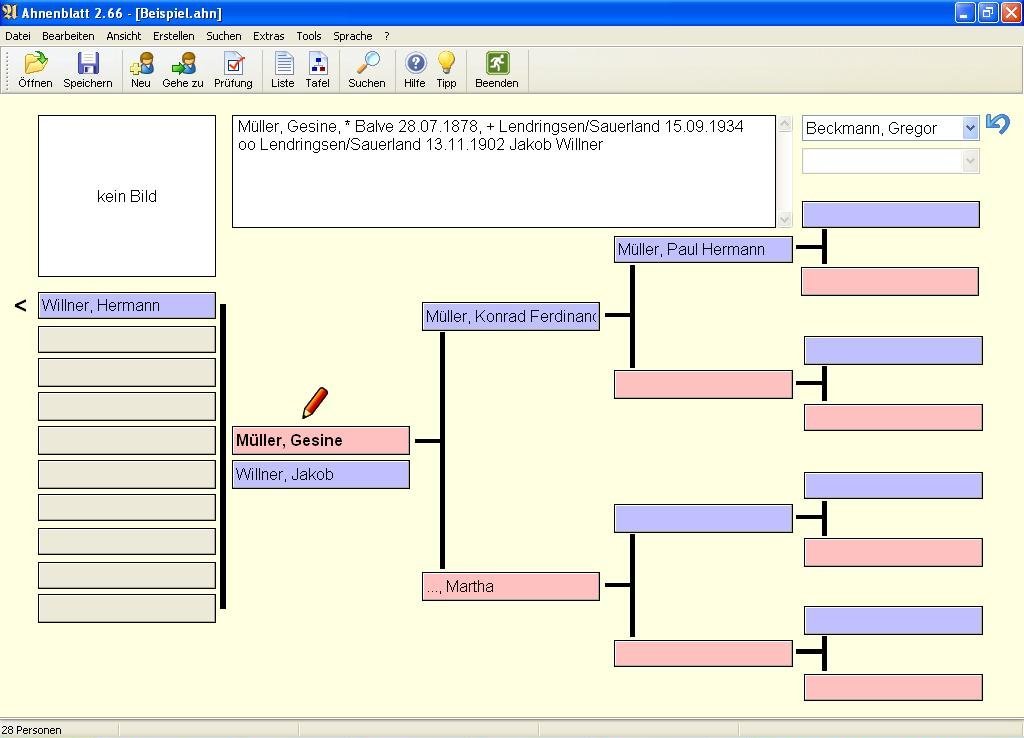 Ahnenblatt 2.66 - [Beispiel.ahn]
Datei Bearbeiten Ansicht Erstellen Suchen Extras Tools Sprache ?
Öffnen Speichern Neu Gehe zu Prüfung Liste Tafel Suchen Hilfe Tipp Beenden
kein Bild
Müller, Gesine, * Balve 28.07.1878, + Lendringsen/Sauerland 15.09.1934
oo Lendringsen/Sauerland 13.11.1902 Jakob Willner
Beckmann, Gregor
Müller, Paul Hermann
< Willner, Hermann
Müller, Konrad Ferdinand
Müller, Gesine
Willner, Jakob
..., Martha
28 Personen